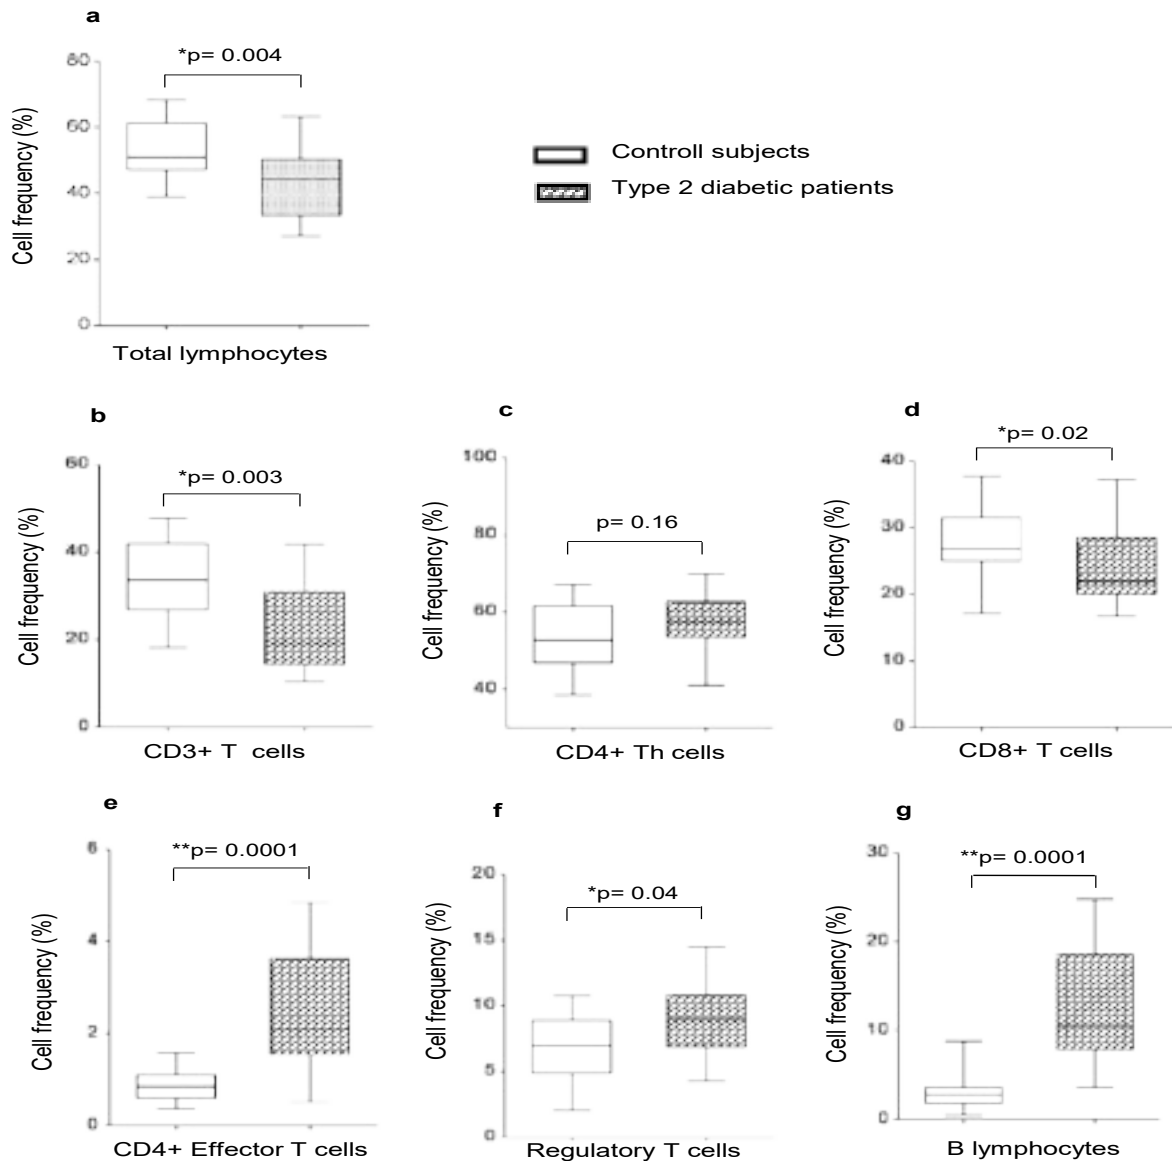 a
*p= 0.004
80
60
40
20
0
Cell frequency (%)
Total lymphocytes
Controll subjects
Type 2 diabetic patients
b
*p= 0.003
60
40
20
0
Cell frequency (%)
CD3+ T cells
c
p= 0.16
100
80
60
40
Cell frequency (%)
CD4+ Th cells
d
*p= 0.02
40
30
20
10
0
Cell frequency (%)
CD8+ T cells
e
**p= 0.0001
6
4
2
0
Cell frequency (%)
CD4+ Effector T cells
f
*p= 0.04
20
15
10
5
0
Cell frequency (%)
Regulatory T cells
g
**p= 0.0001
30
20
10
0
Cell frequency (%)
B lymphocytes